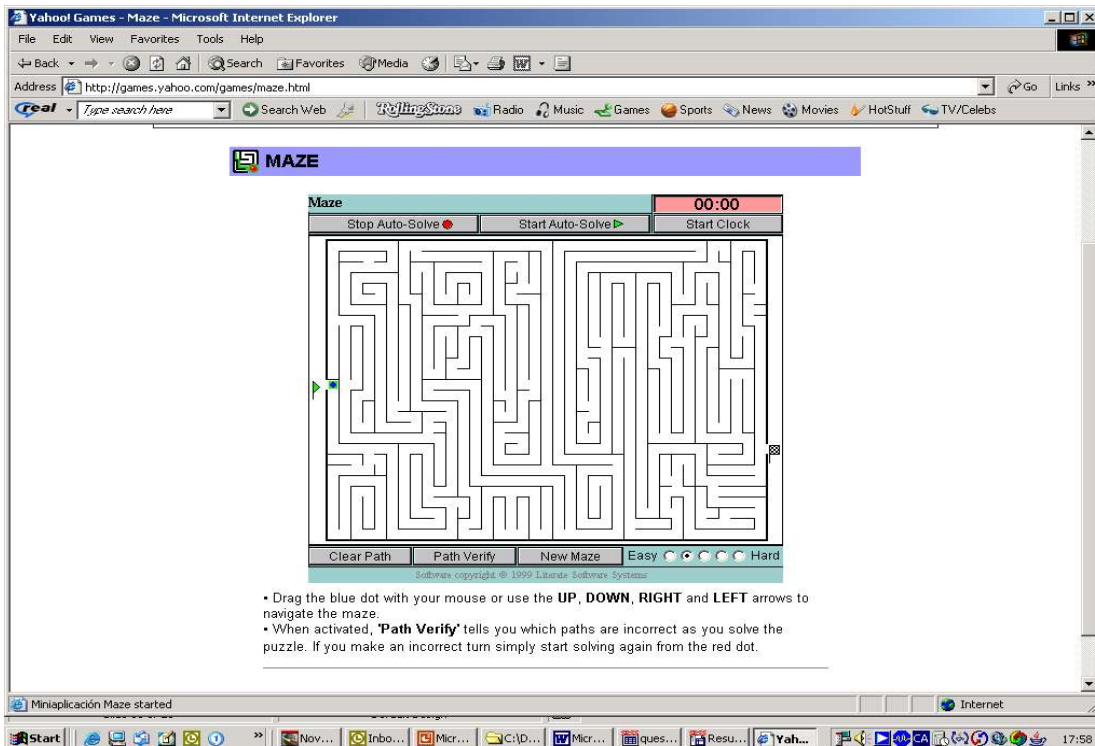 Yahoo! Games - Maze - Microsoft Internet Explorer
File Edit View Favorites Tools Help
Back Search Favorites Media
Address http://games.yahoo.com/games/maze.html Go Links »
real Type search here Search Web RollingStone Radio Music Games Sports News Movies HotStuff TV/Celebs
MAZE
Maze 00:00
Stop Auto-Solve Start Auto-Solve Start Clock
Clear Path Path Verify New Maze Easy Hard
Software copyright © 1999 Literate Software Systems
• Drag the blue dot with your mouse or use the UP, DOWN, RIGHT and LEFT arrows to
navigate the maze.
• When activated, 'Path Verify' tells you which paths are incorrect as you solve the
puzzle. If you make an incorrect turn simply start solving again from the red dot.
Miniaplicación Maze started Internet
Start » Nov... Inbo... Micr... C:\D... Micr... ques... Resu... Yah... CA 17:58